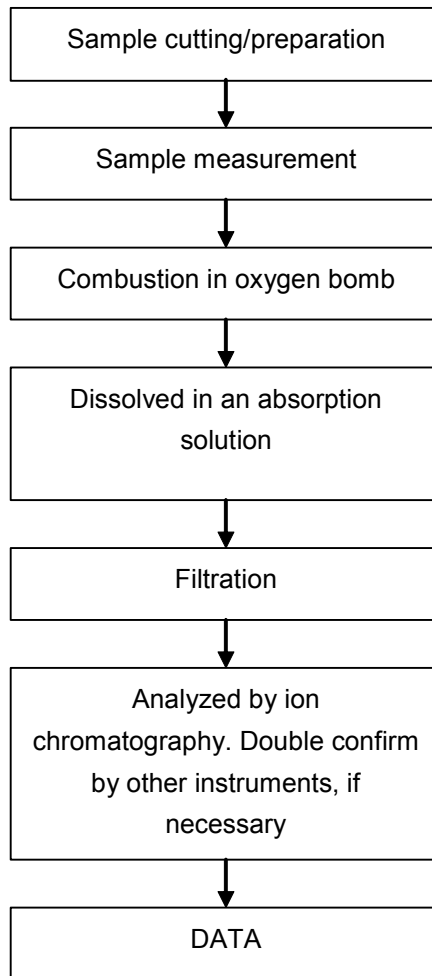 Sample cutting/preparation
Sample measurement
Combustion in oxygen bomb
Dissolved in an absorption
solution
Filtration
Analyzed by ion
chromatography. Double confirm
by other instruments, if
necessary
DATA